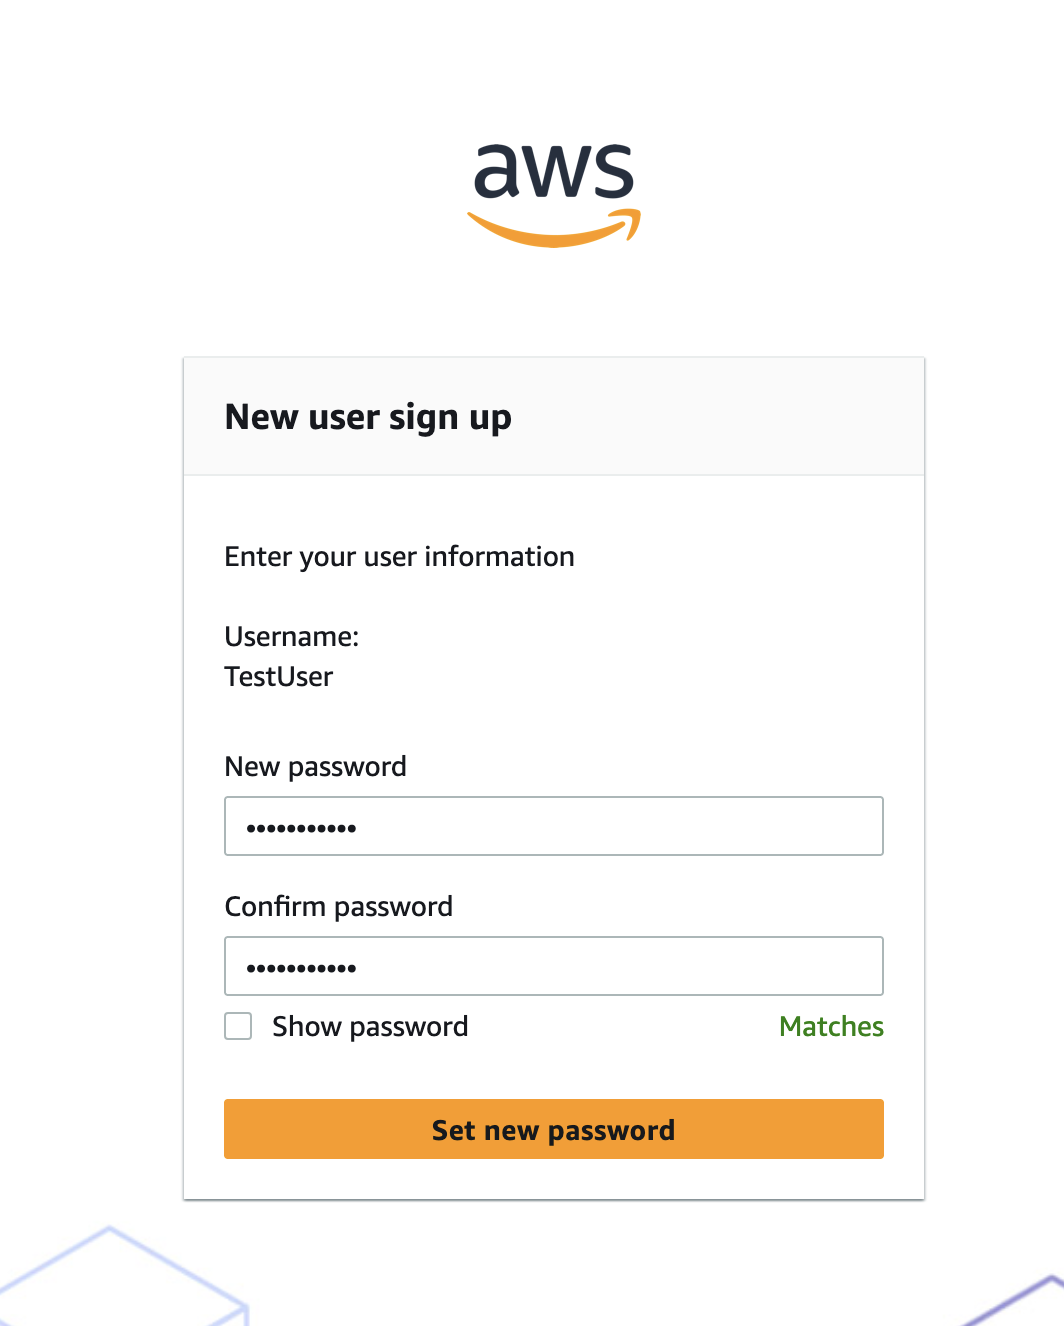 aws
New user sign up
Enter your user information
Username:
TestUser
New password
•••••••••••
Confirm password
•••••••••••
Show password
Matches
Set new password